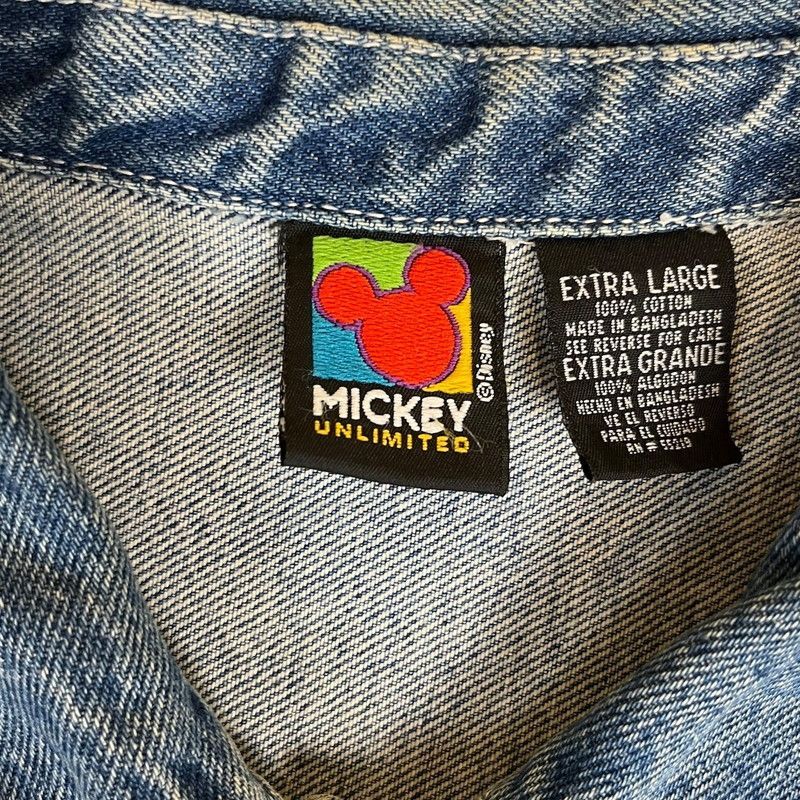 MICKEY
UNLIMITED
© Disney
EXTRA LARGE
100% COTTON
MADE IN BANGLADESH
SEE REVERSE FOR CARE
EXTRA GRANDE
100% ALGODON
HECHO EN BANGLADESH
VE EL REVERSO
PARA EL CUIDADO
RN #